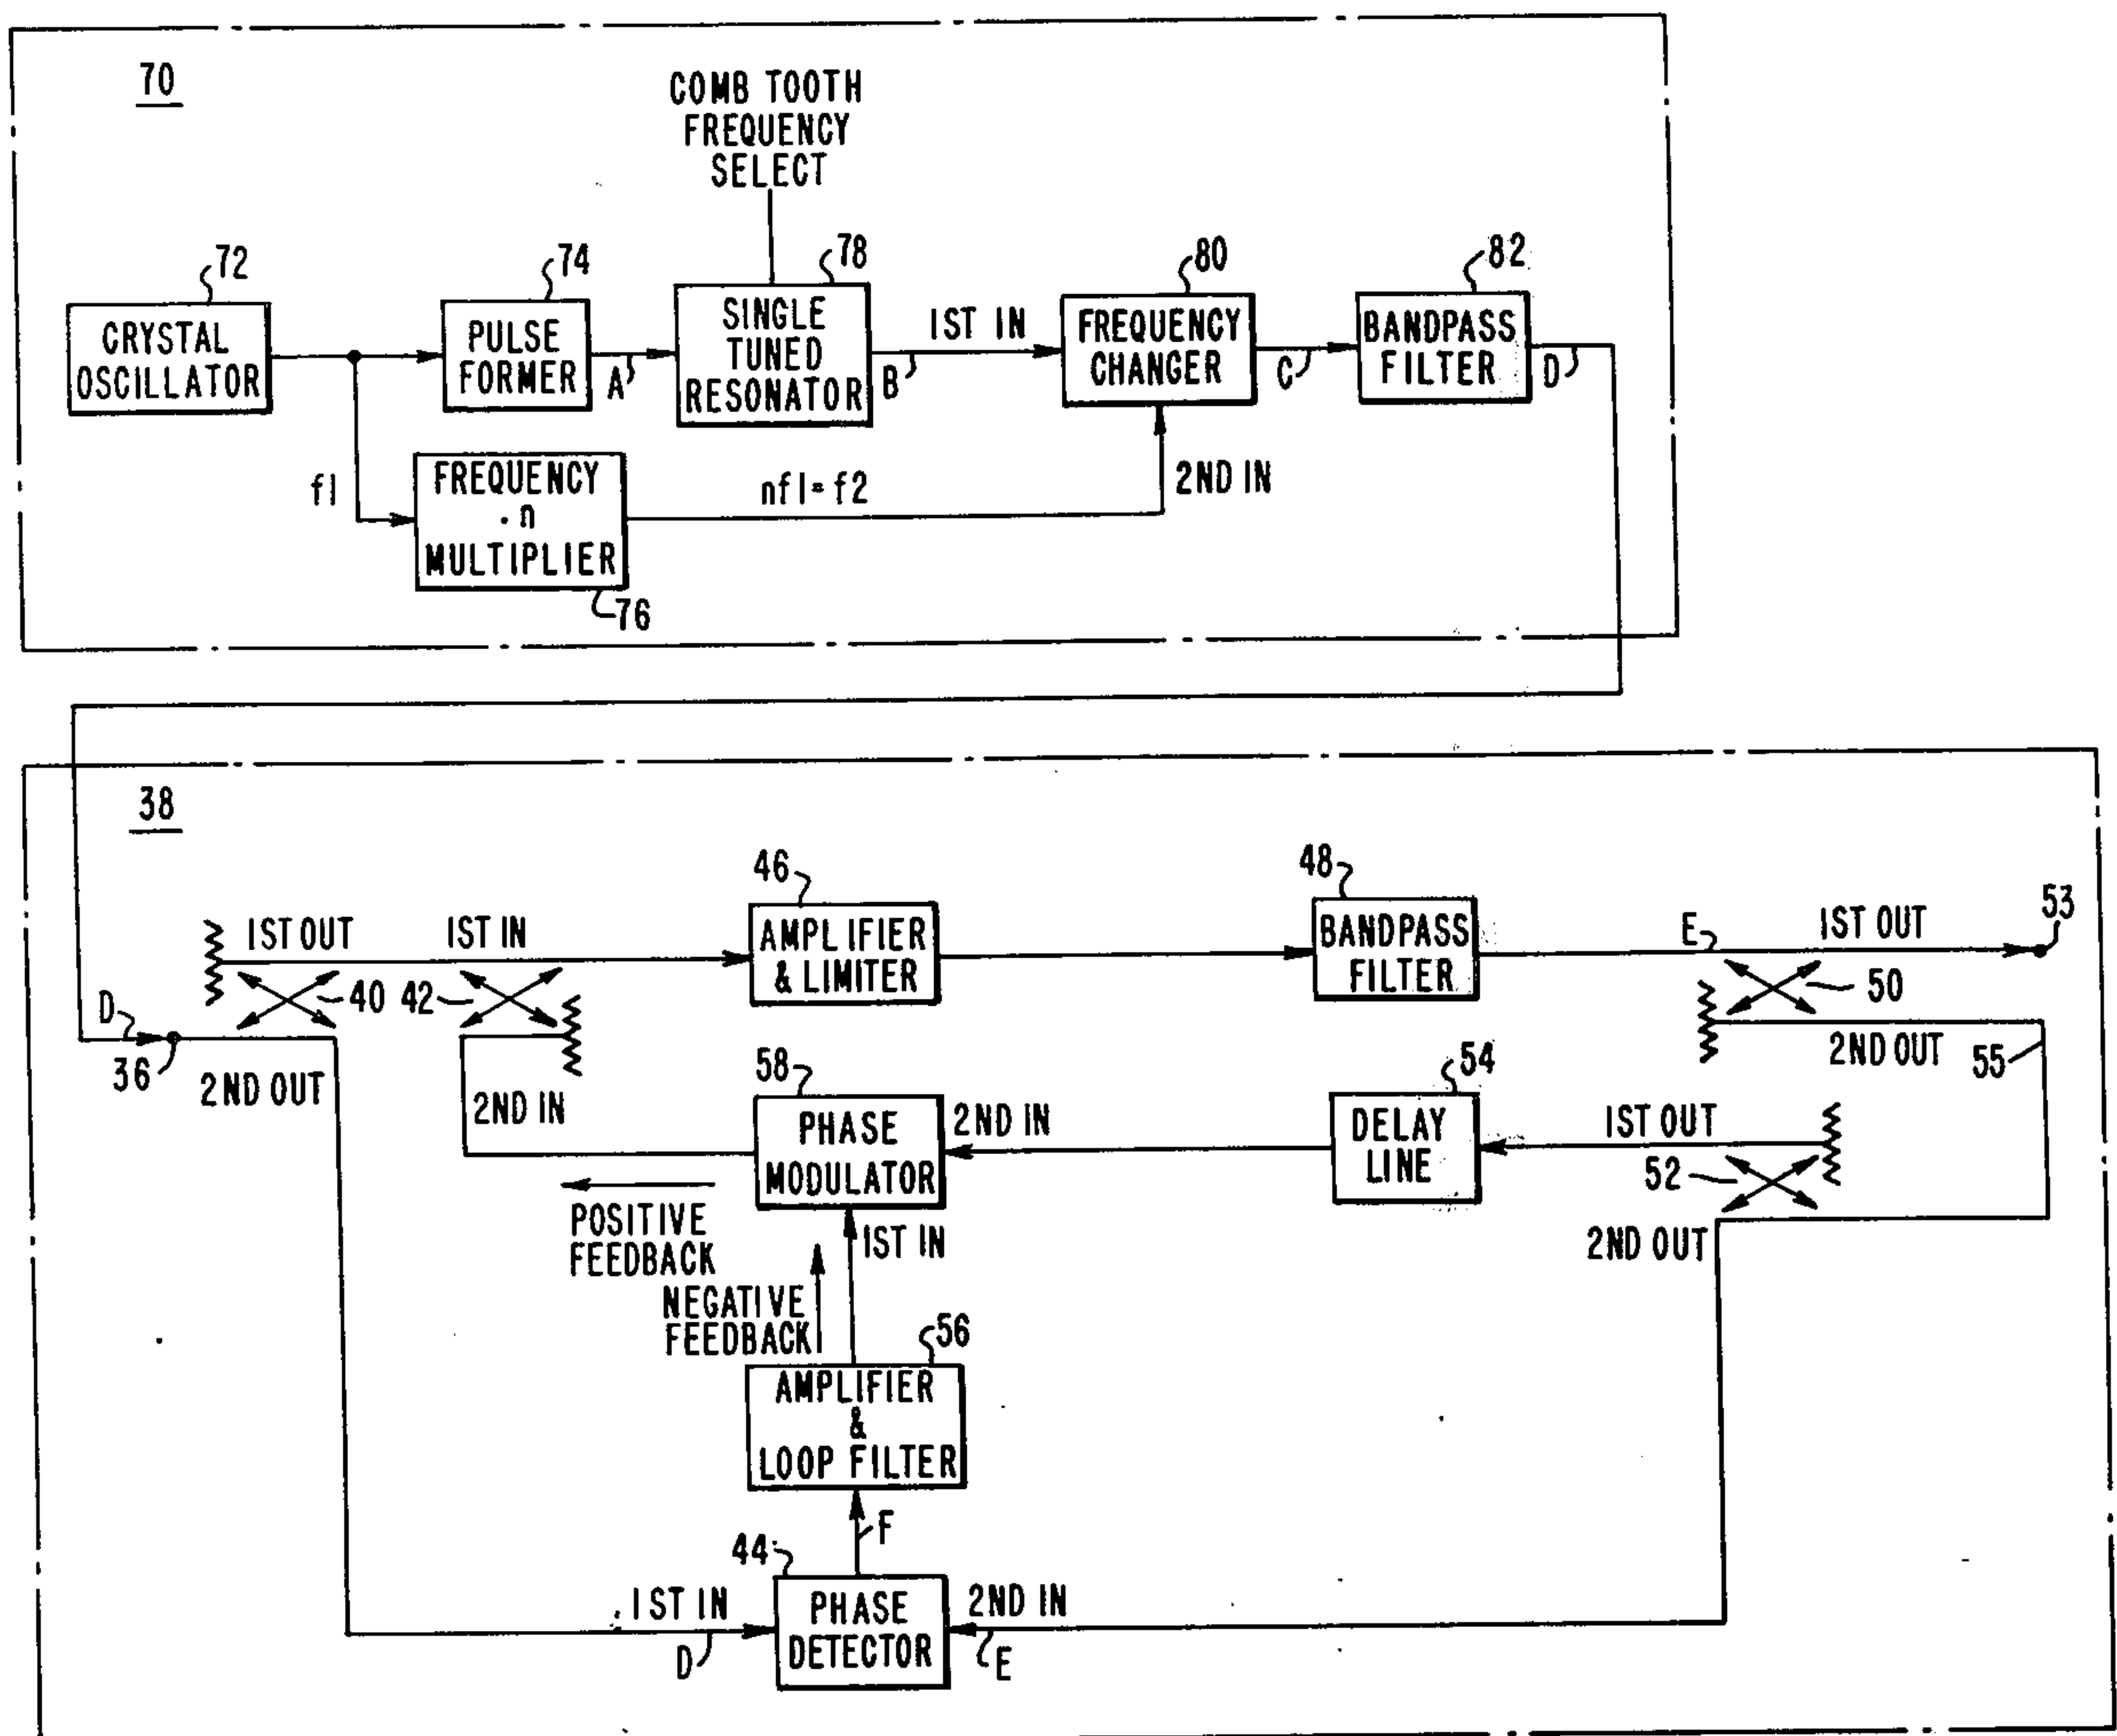 70
COMB TOOTH
FREQUENCY
SELECT
72
74
78
80
82
CRYSTAL
OSCILLATOR
PULSE
FORMER
A
SINGLE
TUNED
RESONATOR
B
1ST IN
FREQUENCY
CHANGER
C
BANDPASS
FILTER
D
f1
FREQUENCY
· n
MULTIPLIER
76
nf1=f2
2ND IN
38
46
48
53
1ST OUT
1ST IN
AMPLIFIER
& LIMITER
BANDPASS
FILTER
E
1ST OUT
40
42
50
D
36
2ND OUT
2ND OUT
55
58
54
2ND IN
PHASE
MODULATOR
2ND IN
DELAY
LINE
1ST OUT
52
2ND OUT
POSITIVE
FEEDBACK
1ST IN
NEGATIVE
FEEDBACK
56
AMPLIFIER
&
LOOP FILTER
F
44
1ST IN
D
PHASE
DETECTOR
2ND IN
E